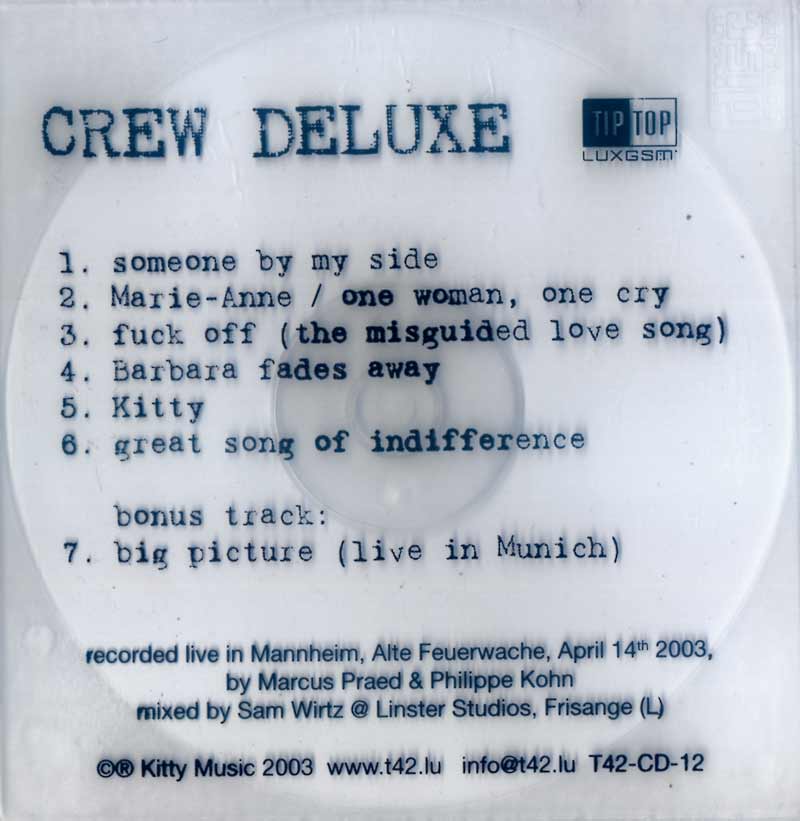 CREW DELUXE
TIP TOP
LUXGSM
1. someone by my side
2. Marie-Anne / one woman, one cry
3. fuck off (the misguided love song)
4. Barbara fades away
5. Kitty
6. great song of indifference
bonus track:
7. big picture (live in Munich)
recorded live in Mannheim, Alte Feuerwache, April 14th 2003,
by Marcus Praed & Philippe Kohn
mixed by Sam Wirtz @ Linster Studios, Frisange (L)
©® Kitty Music 2003 www.t42.lu info@t42.lu T42-CD-12